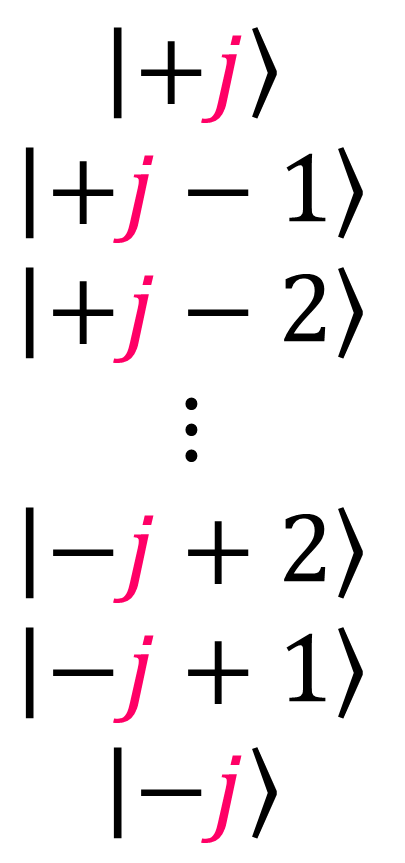 |+j⟩
|+j − 1⟩
|+j − 2⟩
⋮
|−j + 2⟩
|−j + 1⟩
|−j⟩